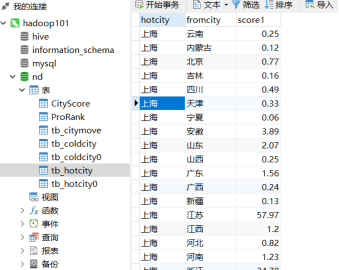 我的连接
开始事务 文本 筛选 排序 导入
hadoop101
hive
information_schema
mysql
nd
表
CityScore
ProRank
tb_citymove
tb_coldcity
tb_coldcity0
tb_hotcity
tb_hotcity0
视图
函数
事件
查询
报表
备份
hotcity fromcity score1
上海 云南 0.25
上海 内蒙古 0.12
上海 北京 0.77
上海 吉林 0.16
上海 四川 0.49
上海 天津 0.33
上海 宁夏 0.06
上海 安徽 3.89
上海 山东 2.07
上海 山西 0.25
上海 广东 1.56
上海 广西 0.24
上海 新疆 0.13
上海 江苏 57.97
上海 江西 1.2
上海 河北 0.82
上海 河南 1.23
上海 浙江 24.78